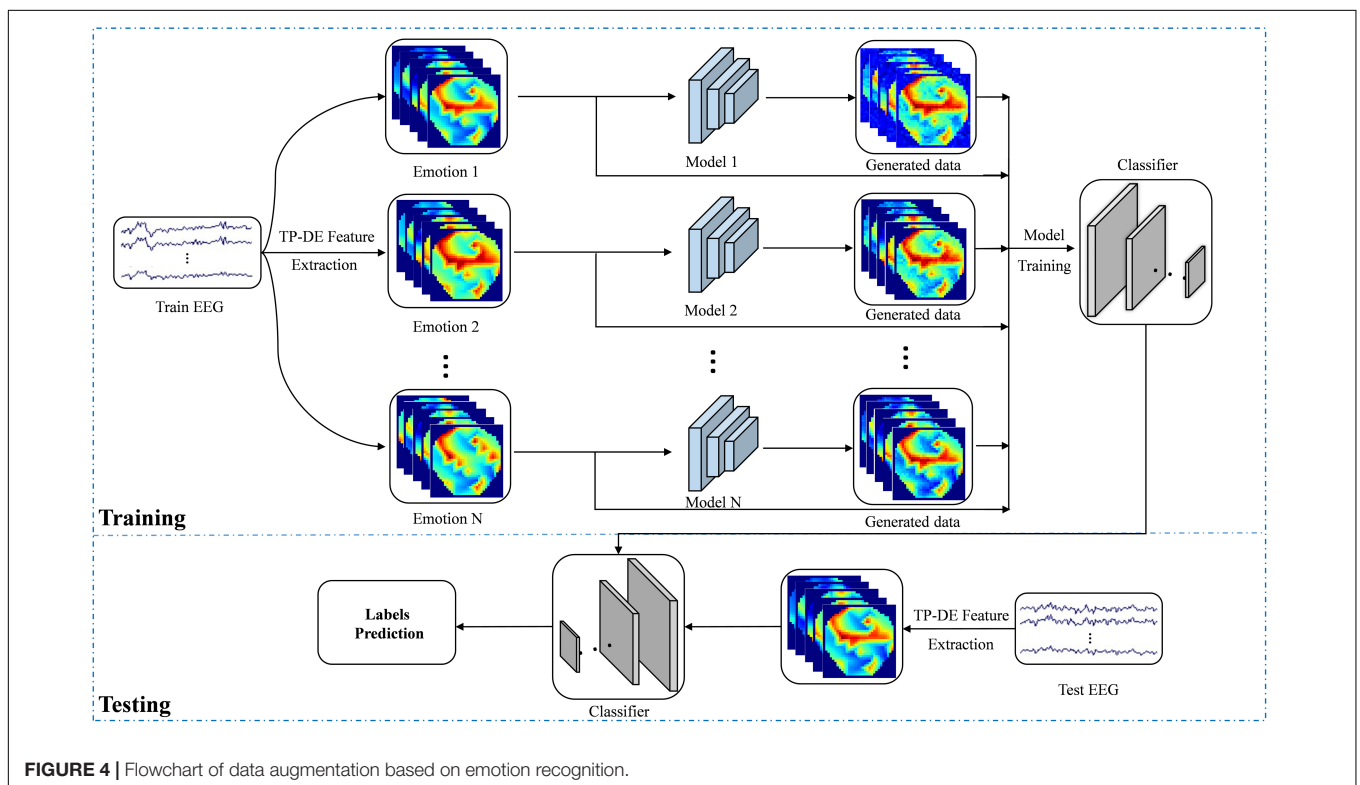 Emotion 1
Model 1
Generated data
Classifier
TP-DE Feature
Extraction
Train EEG
Emotion 2
Model 2
Generated data
Model
Training
Emotion N
Model N
Generated data
Training
Labels
Prediction
Classifier
TP-DE Feature
Extraction
Test EEG
Testing
FIGURE 4 | Flowchart of data augmentation based on emotion recognition.